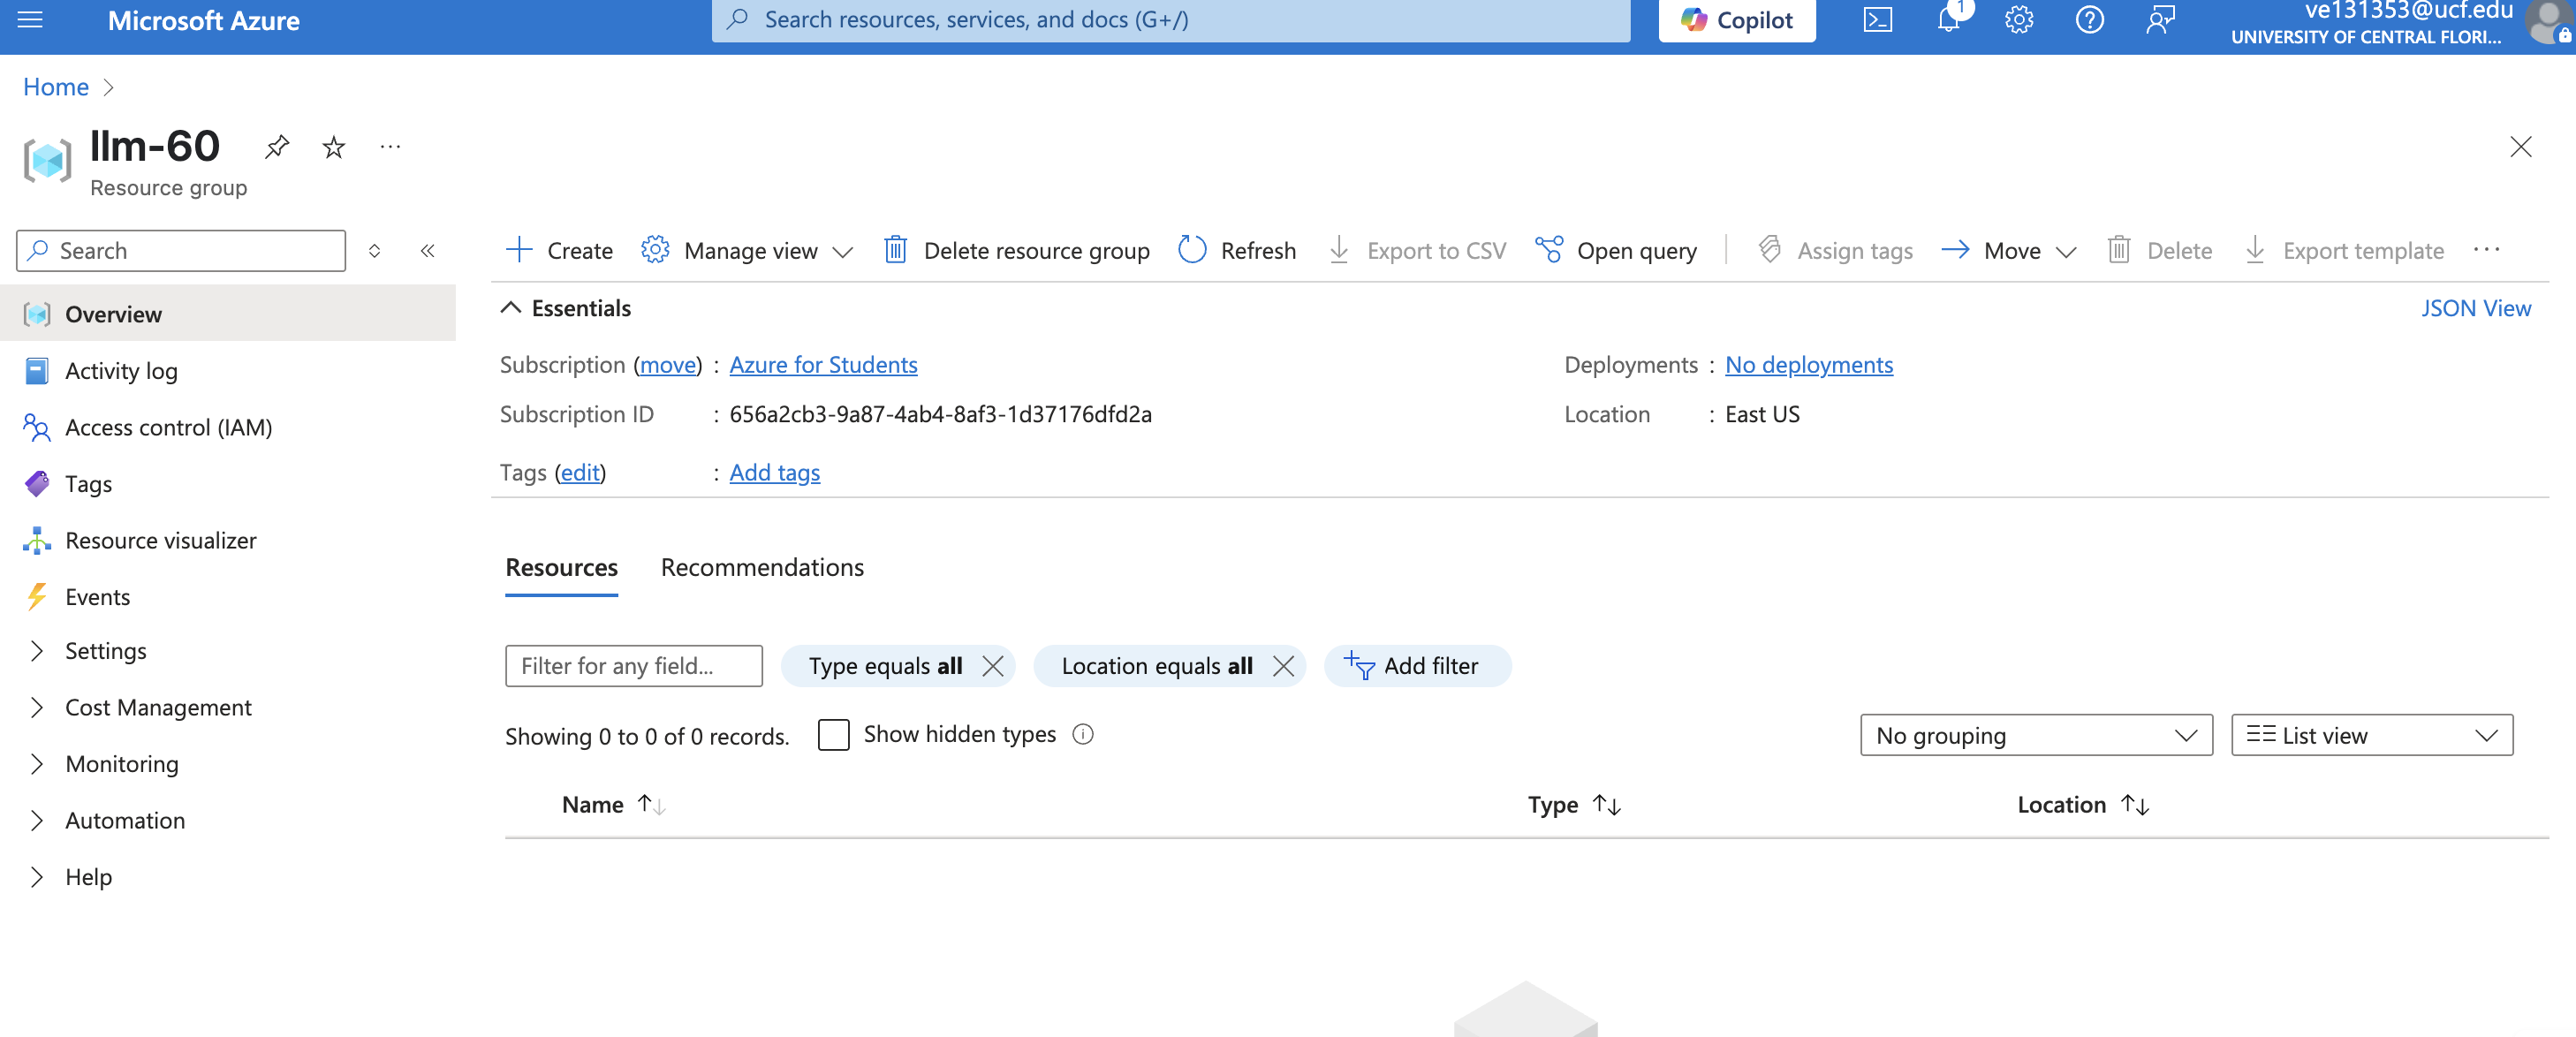 Microsoft Azure
Search resources, services, and docs (G+/)
Copilot
1
ve131353@ucf.edu
UNIVERSITY OF CENTRAL FLORI...
Home
llm-60
Resource group
Search
Create
Manage view
Delete resource group
Refresh
Export to CSV
Open query
Assign tags
Move
Delete
Export template
Overview
Activity log
Access control (IAM)
Tags
Resource visualizer
Events
Settings
Cost Management
Monitoring
Automation
Help
Essentials
JSON View
Subscription (move) : Azure for Students
Deployments : No deployments
Subscription ID : 656a2cb3-9a87-4ab4-8af3-1d37176dfd2a
Location : East US
Tags (edit) : Add tags
Resources
Recommendations
Filter for any field...
Type equals all
Location equals all
Add filter
Showing 0 to 0 of 0 records.
Show hidden types
No grouping
List view
Name
Type
Location